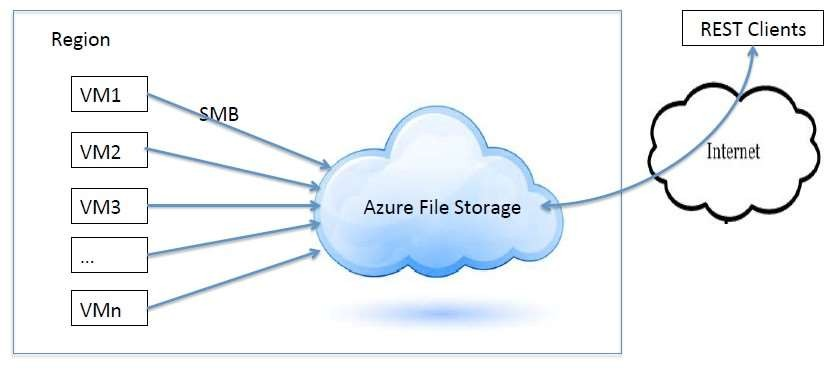 Region
REST Clients
VM1
SMB
VM2
Internet
VM3
Azure File Storage
...
VMn